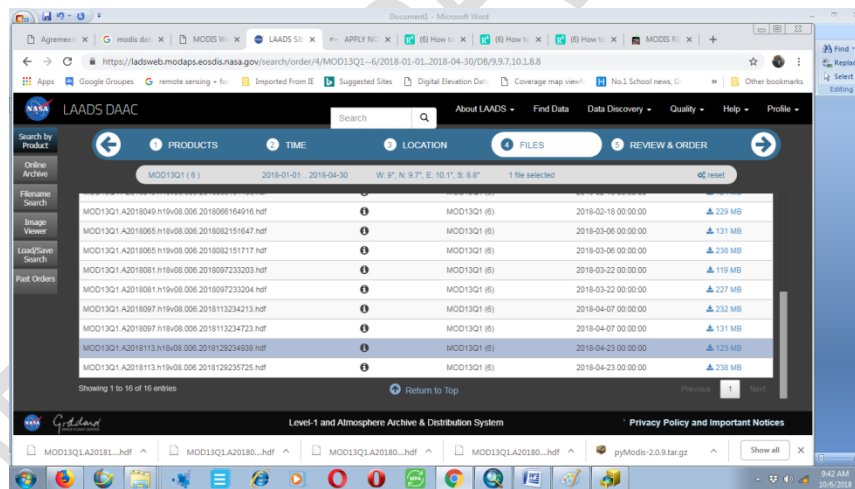 Document1 - Microsoft Word
Agreemen
modis dat
MODIS We
LAADS S&
APPLY NO
(6) How to
(6) How to
(6) How to
MODIS RE
https://ladsweb.modaps.eosdis.nasa.gov/search/order/4/MOD13Q1--6/2018-01-01..2018-04-30/DB/9,9.7,10.1,8.8
Apps Google Groupes remote sensing + fo Imported From IE Suggested Sites Digital Elevation Dat Coverage map viewi No.1 School news, G » Other bookmarks
Find
Replace
Select
Editing
NASA LAADS DAAC Search About LAADS Find Data Data Discovery Quality Help Profile
Search by Product
Online Archive
Filename Search
Image Viewer
Load/Save Search
Past Orders
1 PRODUCTS 2 TIME 3 LOCATION 4 FILES 5 REVIEW & ORDER
MOD13Q1 (6) 2018-01-01 .. 2018-04-30 W: 9°, N: 9.7°, E: 10.1°, S: 8.8° 1 file selected reset
MOD13Q1.A2018049.h19v08.006.2018066164916.hdf MOD13Q1 (6) 2018-02-18 00:00:00 229 MB
MOD13Q1.A2018065.h18v08.006.2018082151647.hdf MOD13Q1 (6) 2018-03-06 00:00:00 131 MB
MOD13Q1.A2018065.h19v08.006.2018082151717.hdf MOD13Q1 (6) 2018-03-06 00:00:00 238 MB
MOD13Q1.A2018081.h18v08.006.2018097233203.hdf MOD13Q1 (6) 2018-03-22 00:00:00 119 MB
MOD13Q1.A2018081.h19v08.006.2018097233204.hdf MOD13Q1 (6) 2018-03-22 00:00:00 227 MB
MOD13Q1.A2018097.h19v08.006.2018113234213.hdf MOD13Q1 (6) 2018-04-07 00:00:00 232 MB
MOD13Q1.A2018097.h18v08.006.2018113234723.hdf MOD13Q1 (6) 2018-04-07 00:00:00 131 MB
MOD13Q1.A2018113.h18v08.006.2018129234938.hdf MOD13Q1 (6) 2018-04-23 00:00:00 123 MB
MOD13Q1.A2018113.h19v08.006.2018129235725.hdf MOD13Q1 (6) 2018-04-23 00:00:00 238 MB
Showing 1 to 16 of 16 entries Return to Top Previous 1 Next
NASA Goddard SPACE FLIGHT CENTER Level-1 and Atmosphere Archive & Distribution System Privacy Policy and Important Notices
MOD13Q1.A20181....hdf MOD13Q1.A20180....hdf MOD13Q1.A20180....hdf MOD13Q1.A20180....hdf pyModis-2.0.9.tar.gz Show all
9:42 AM
10/6/2018